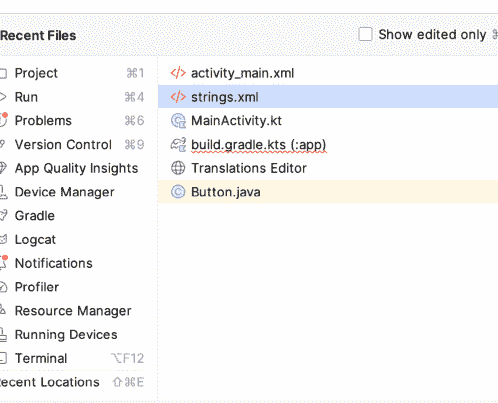 Recent Files
Show edited only ⌘
Project ⌘1
Run ⌘4
Problems ⌘6
Version Control ⌘9
App Quality Insights
Device Manager
Gradle
Logcat
Notifications
Profiler
Resource Manager
Running Devices
Terminal ⌥F12
Recent Locations ⇧⌘E
activity_main.xml
strings.xml
MainActivity.kt
build.gradle.kts (:app)
Translations Editor
Button.java